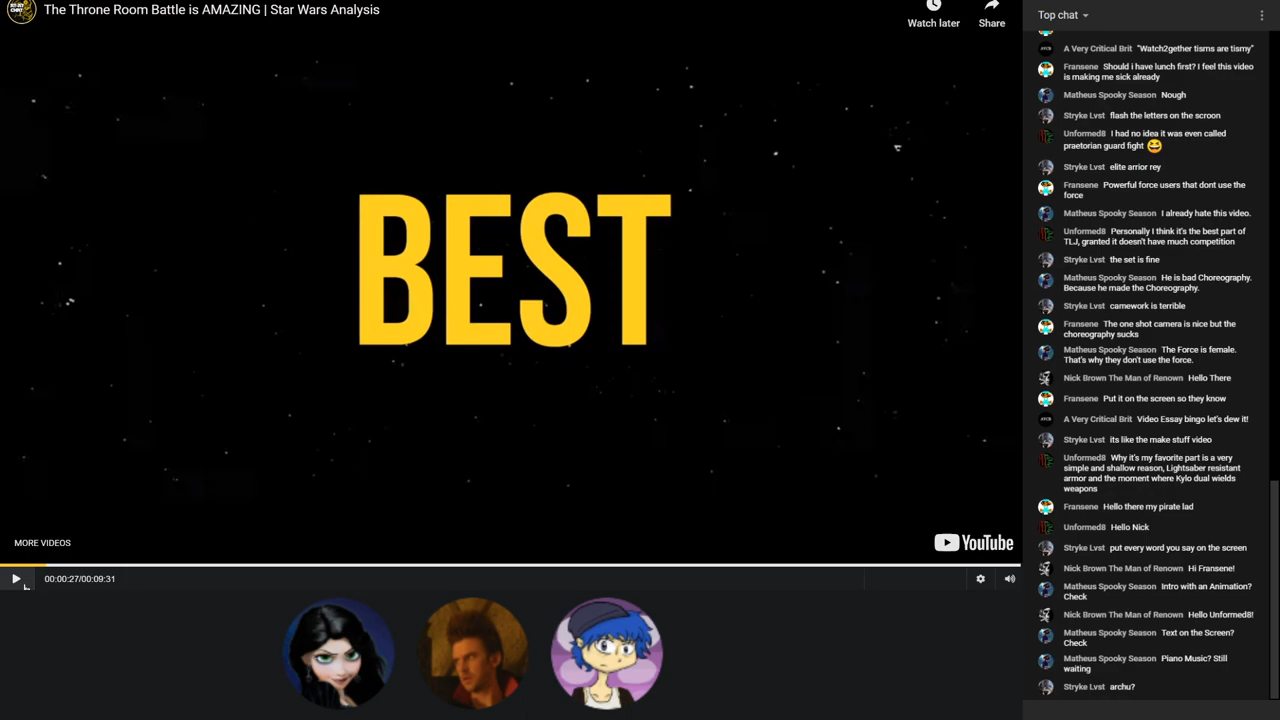 The Throne Room Battle is AMAZING | Star Wars Analysis
Watch later
Share
BEST
MORE VIDEOS
YouTube
00:00:27/00:09:31
Top chat
A Very Critical Brit "Watch2gether tisms are tismy"
Fransene Should i have lunch first? I feel this video
is making me sick already
Matheus Spooky Season Nough
Stryke Lvst flash the letters on the scroon
Unformed8 I had no idea it was even called
praetorian guard fight 😆
Stryke Lvst elite arrior rey
Fransene Powerful force users that dont use the
force
Matheus Spooky Season I already hate this video.
Unformed8 Personally I think it's the best part of
TLJ, granted it doesn't have much competition
Stryke Lvst the set is fine
Matheus Spooky Season He is bad Choreography.
Because he made the Choreography.
Stryke Lvst camework is terrible
Fransene The one shot camera is nice but the
choreography sucks
Matheus Spooky Season The Force is female.
That's why they don't use the force.
Nick Brown The Man of Renown Hello There
Fransene Put it on the screen so they know
A Very Critical Brit Video Essay bingo let's dew it!
Stryke Lvst its like the make stuff video
Unformed8 Why it's my favorite part is a very
simple and shallow reason, Lightsaber resistant
armor and the moment where Kylo dual wields
weapons
Fransene Hello there my pirate lad
Unformed8 Hello Nick
Stryke Lvst put every word you say on the screen
Nick Brown The Man of Renown Hi Fransene!
Matheus Spooky Season Intro with an Animation?
Check
Nick Brown The Man of Renown Hello Unformed8!
Matheus Spooky Season Text on the Screen?
Check
Matheus Spooky Season Piano Music? Still
waiting
Stryke Lvst archu?